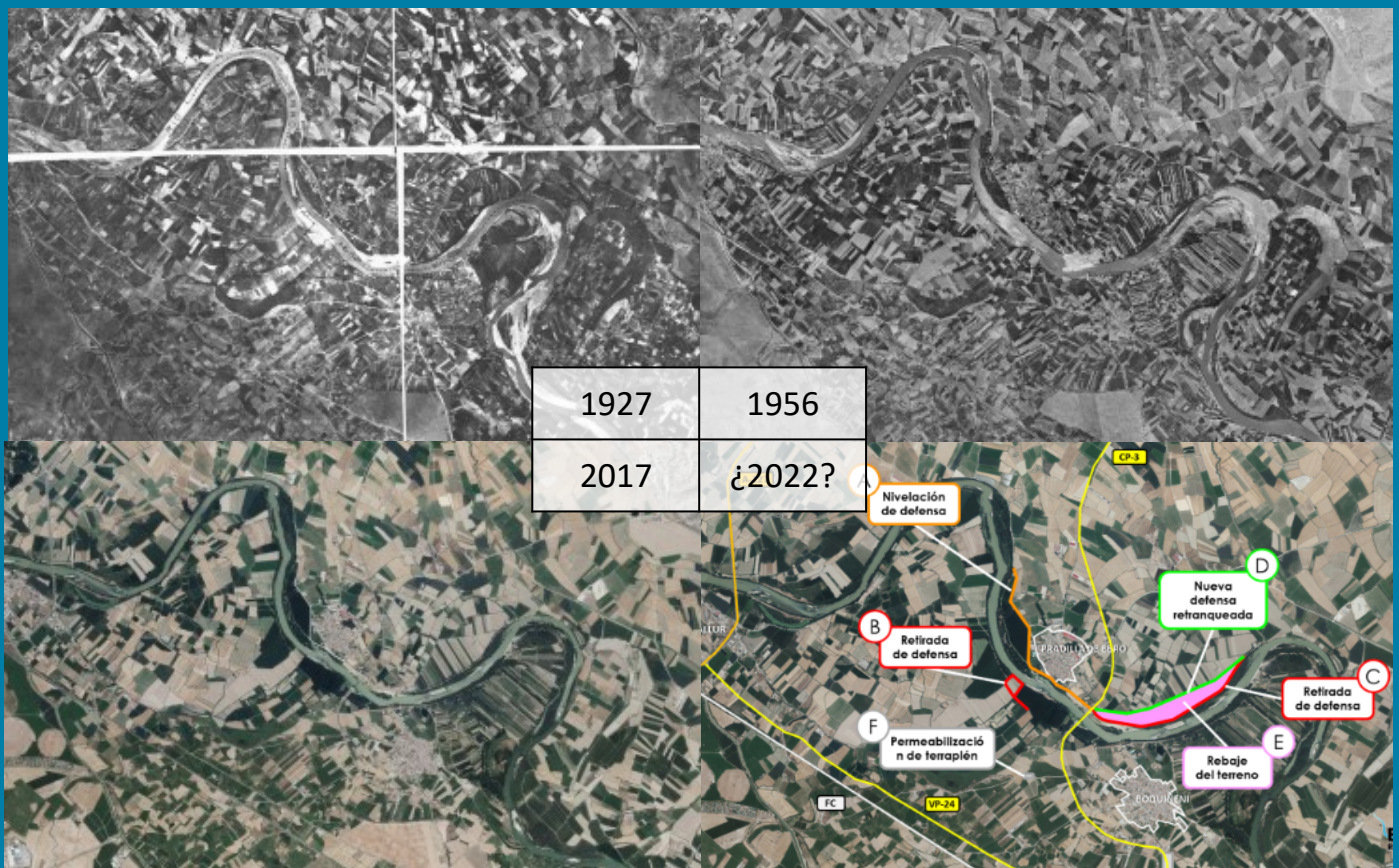 1927 1956
2017 ¿2022?
CP-3
A
Nivelación
de defensa
D
Nueva
defensa
retranqueada
B
Retirada
de defensa
PRADILLA DE EBRO
C
Retirada
de defensa
F
Permeabilizació
n de terraplén
E
Rebaje
del terreno
BOQUIÑENI
FC
VP-24